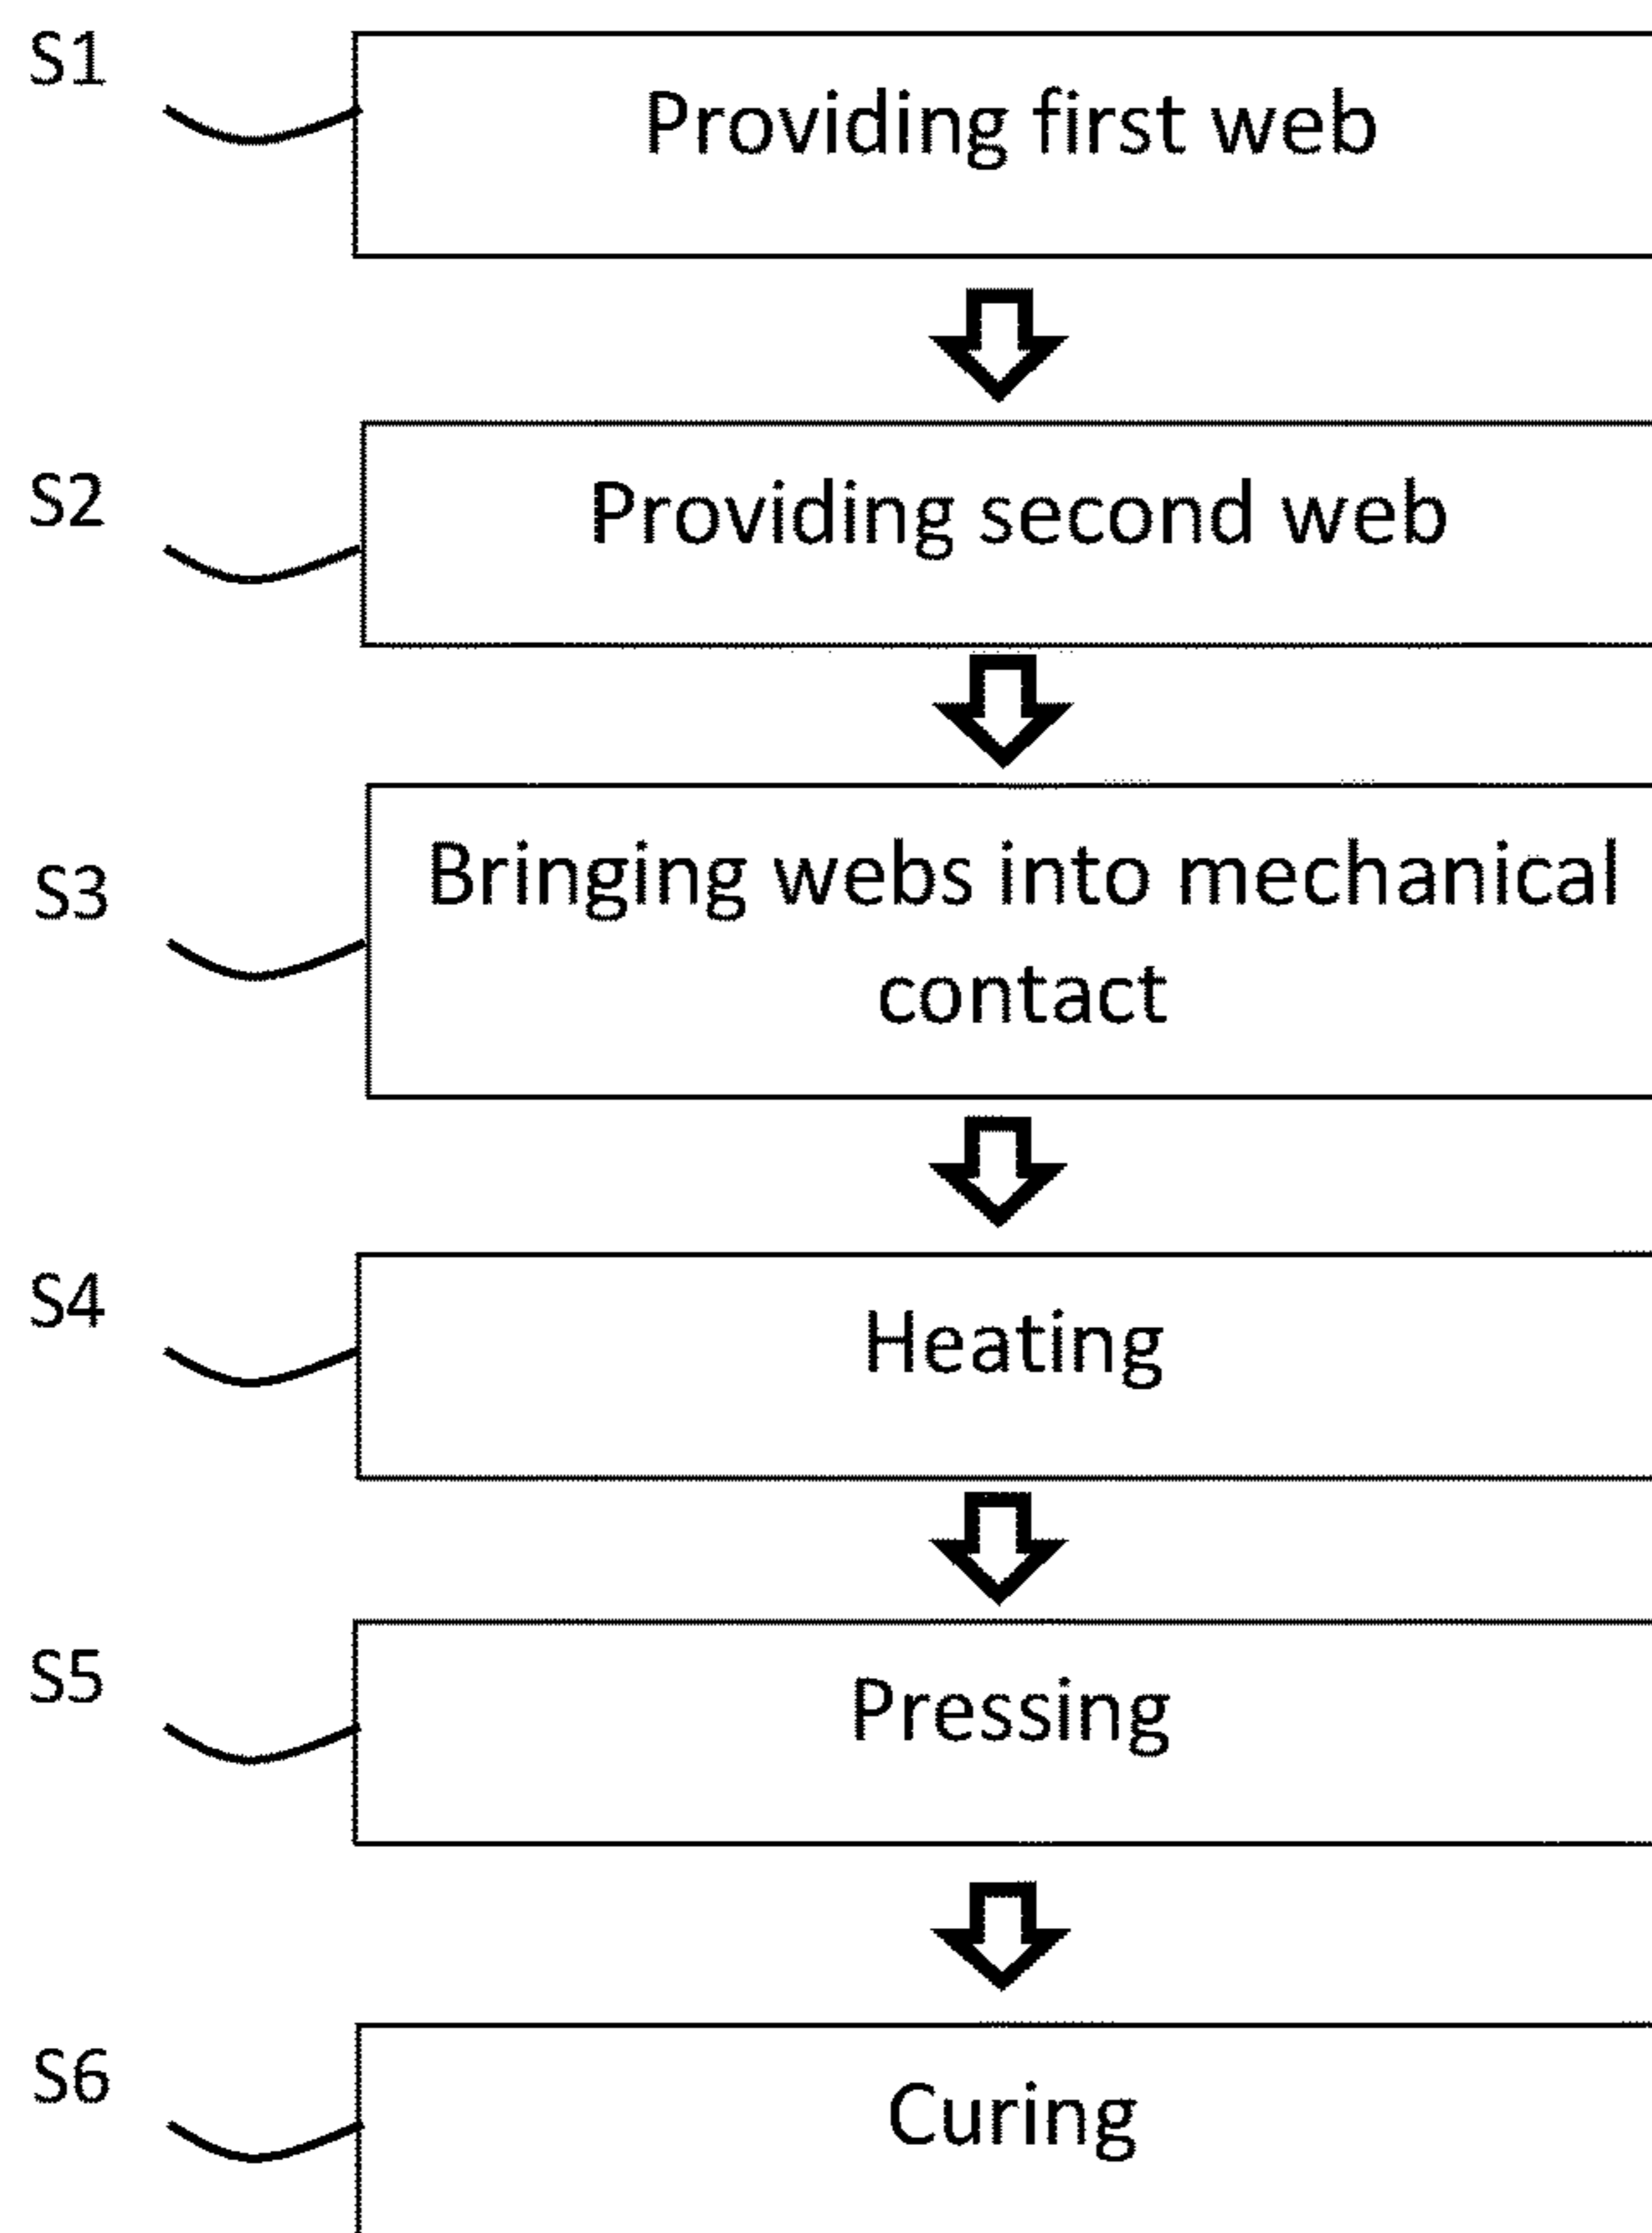 S1
Providing first web
S2
Providing second web
S3
Bringing webs into mechanical
contact
S4
Heating
S5
Pressing
S6
Curing